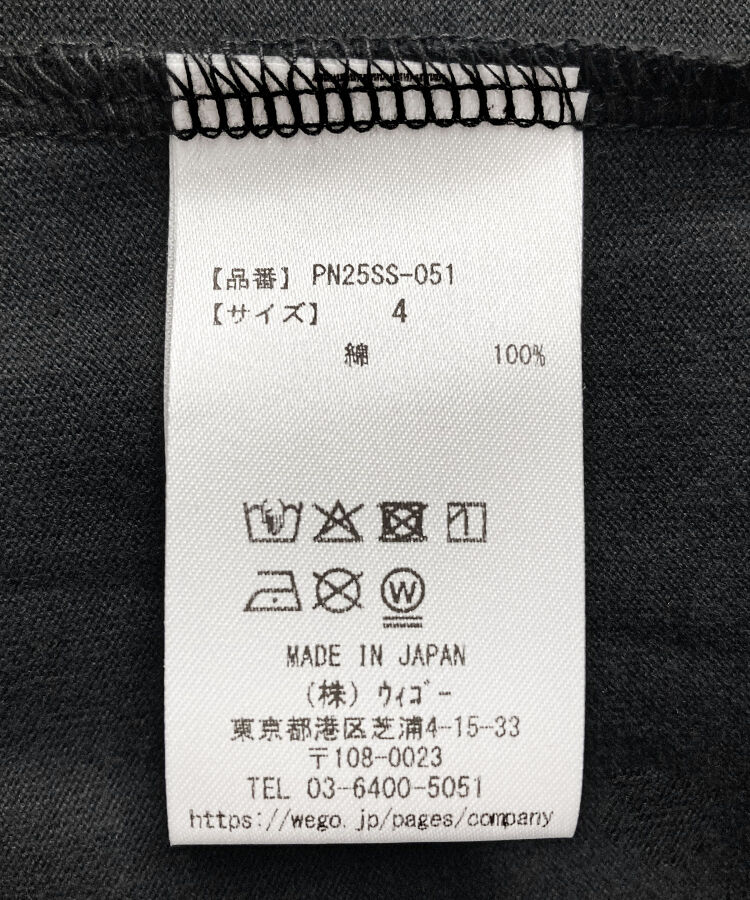 【品番】 PN25SS-051
【サイズ】 4
綿 100%
W
MADE IN JAPAN
(株) ウィゴー
東京都港区芝浦4-15-33
〒108-0023
TEL 03-6400-5051
https://wego.jp/pages/company